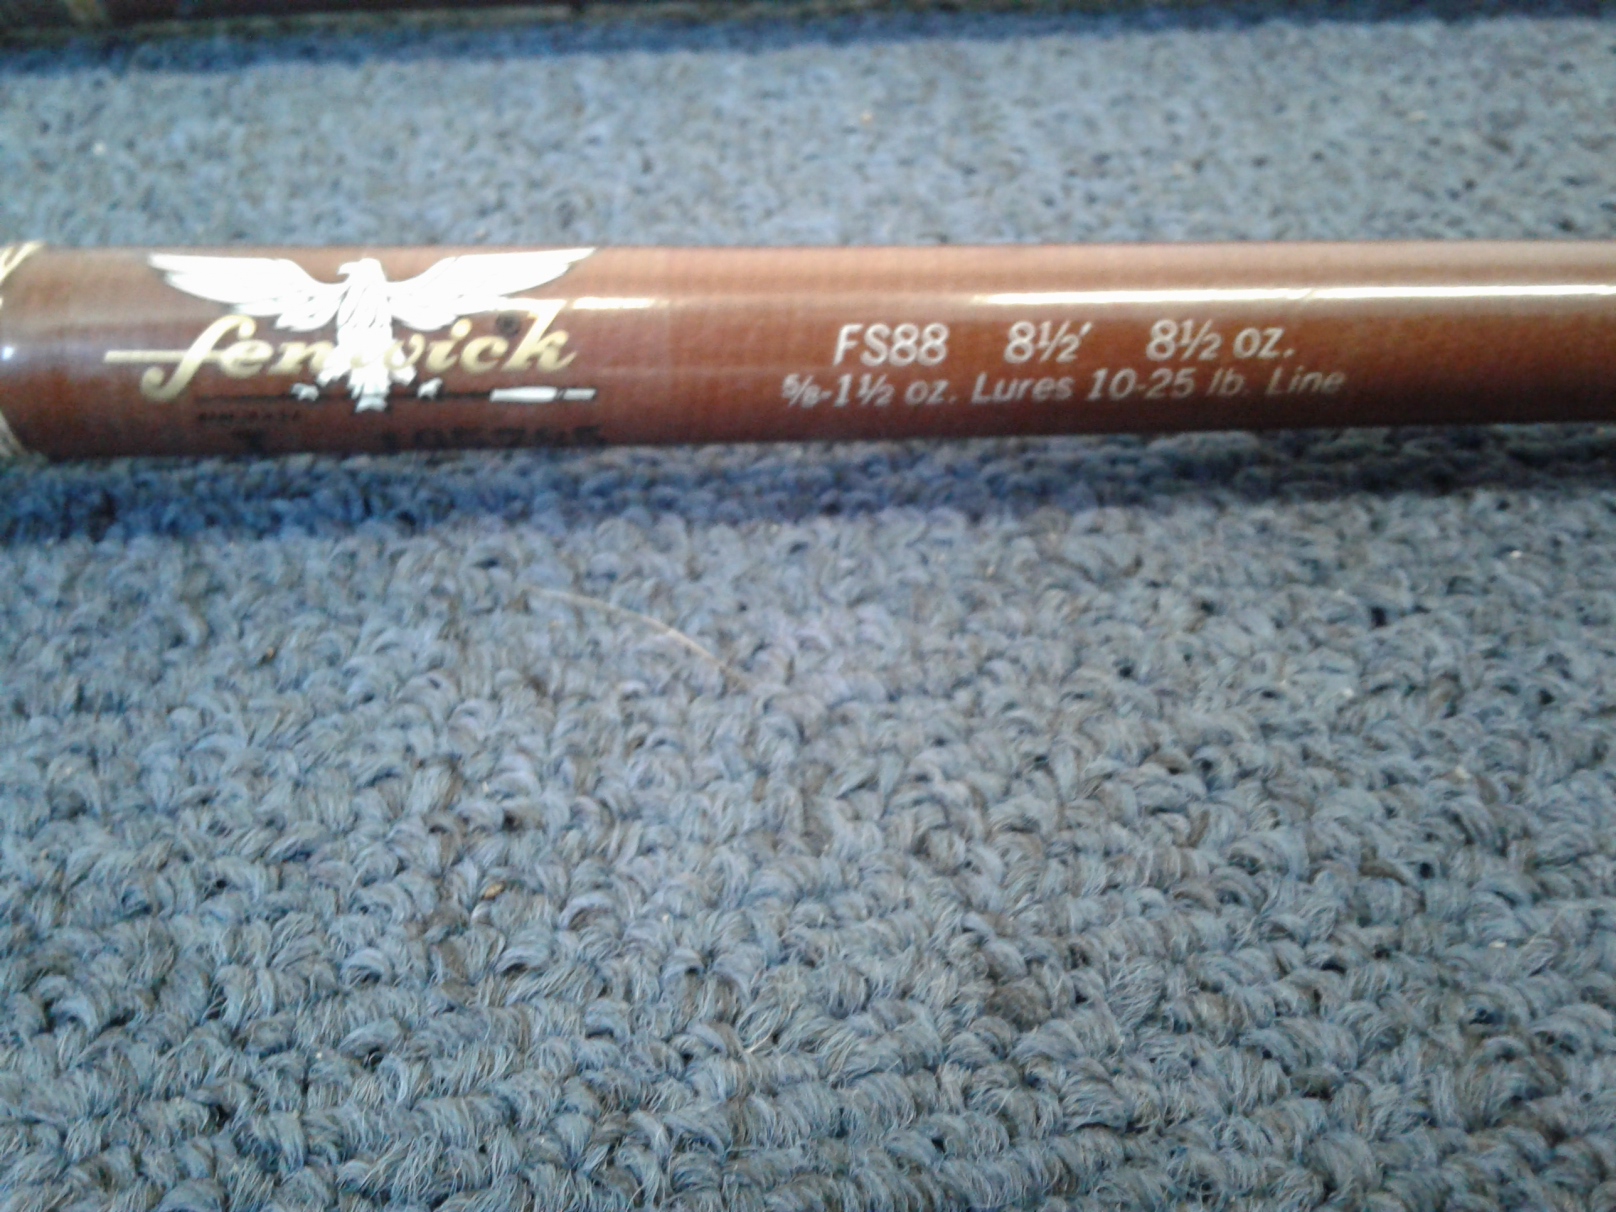 fenwick®
FS88 8½' 8½ oz.
⅝-1½ oz. Lures 10-25 lb. Line